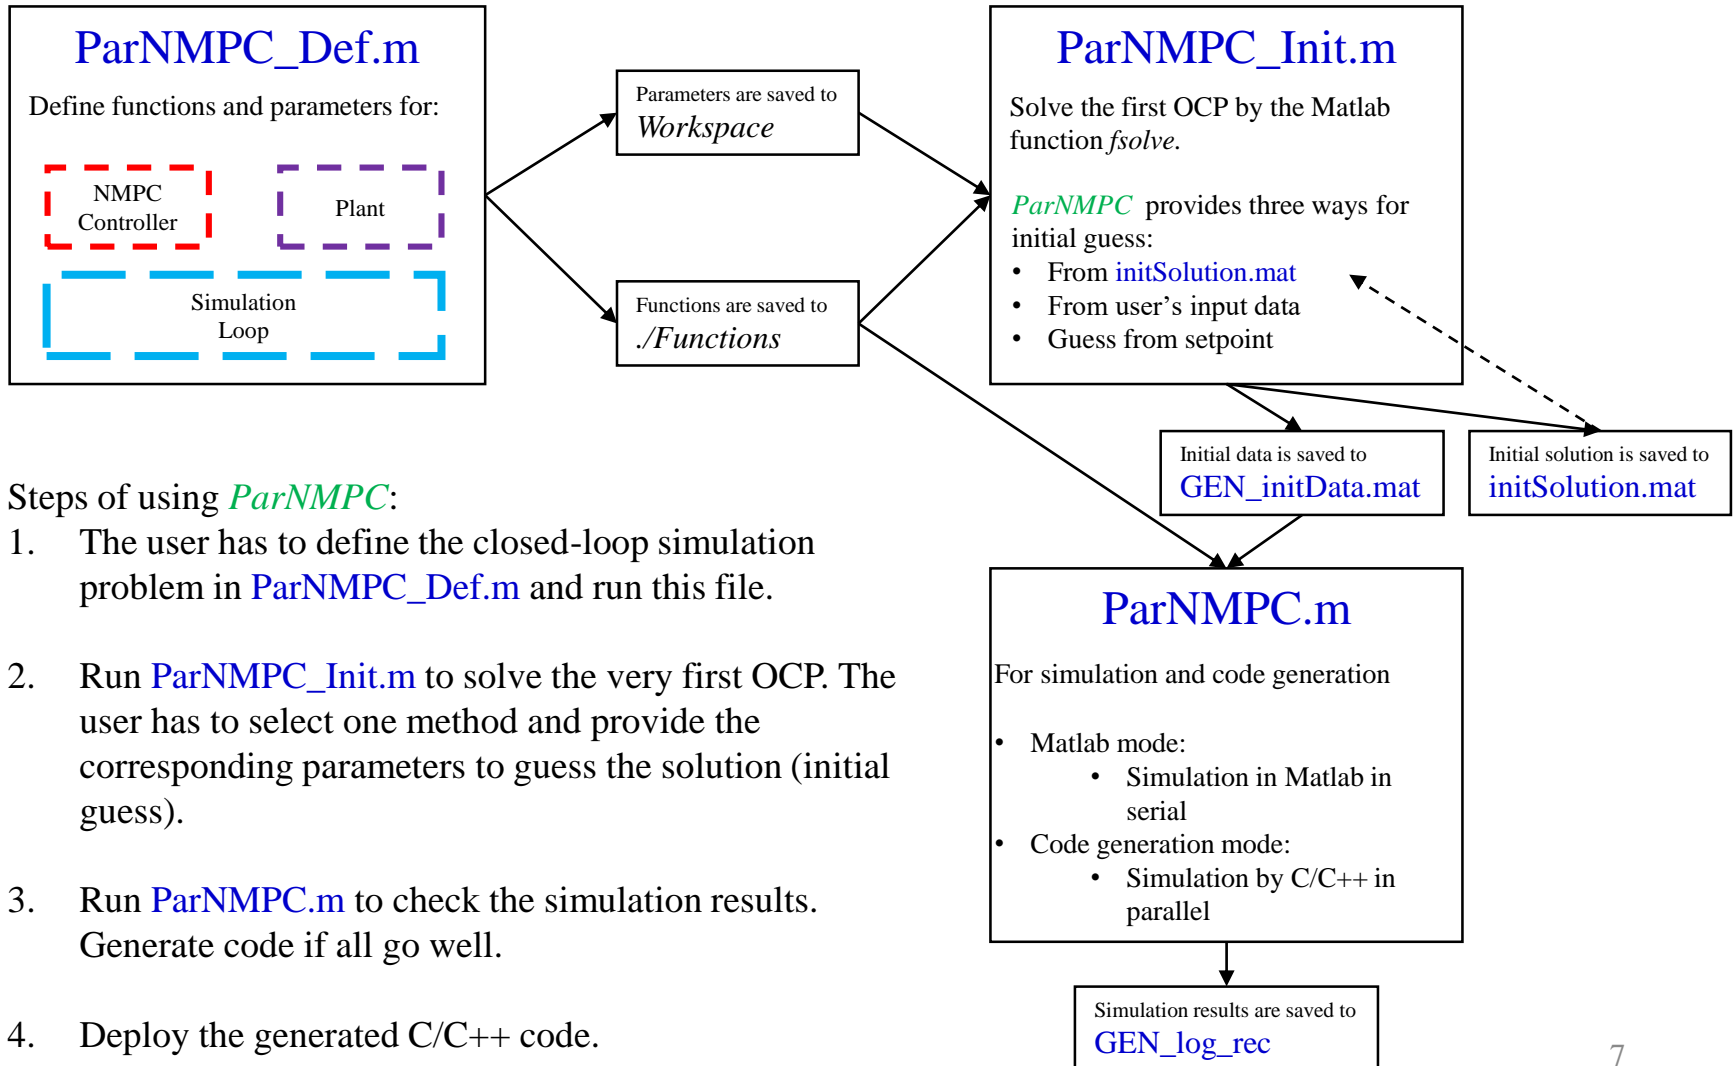 ParNMPC_Def.m
Define functions and parameters for:
NMPC
Controller
Plant
Simulation
Loop
Parameters are saved to
Workspace
Functions are saved to
./Functions
ParNMPC_Init.m
Solve the first OCP by the Matlab
function fsolve.
ParNMPC provides three ways for
initial guess:
• From initSolution.mat
• From user’s input data
• Guess from setpoint
Initial data is saved to
GEN_initData.mat
Initial solution is saved to
initSolution.mat
Steps of using ParNMPC:
1. The user has to define the closed-loop simulation
problem in ParNMPC_Def.m and run this file.
2. Run ParNMPC_Init.m to solve the very first OCP. The
user has to select one method and provide the
corresponding parameters to guess the solution (initial
guess).
3. Run ParNMPC.m to check the simulation results.
Generate code if all go well.
4. Deploy the generated C/C++ code.
ParNMPC.m
For simulation and code generation
• Matlab mode:
• Simulation in Matlab in
serial
• Code generation mode:
• Simulation by C/C++ in
parallel
Simulation results are saved to
GEN_log_rec
7